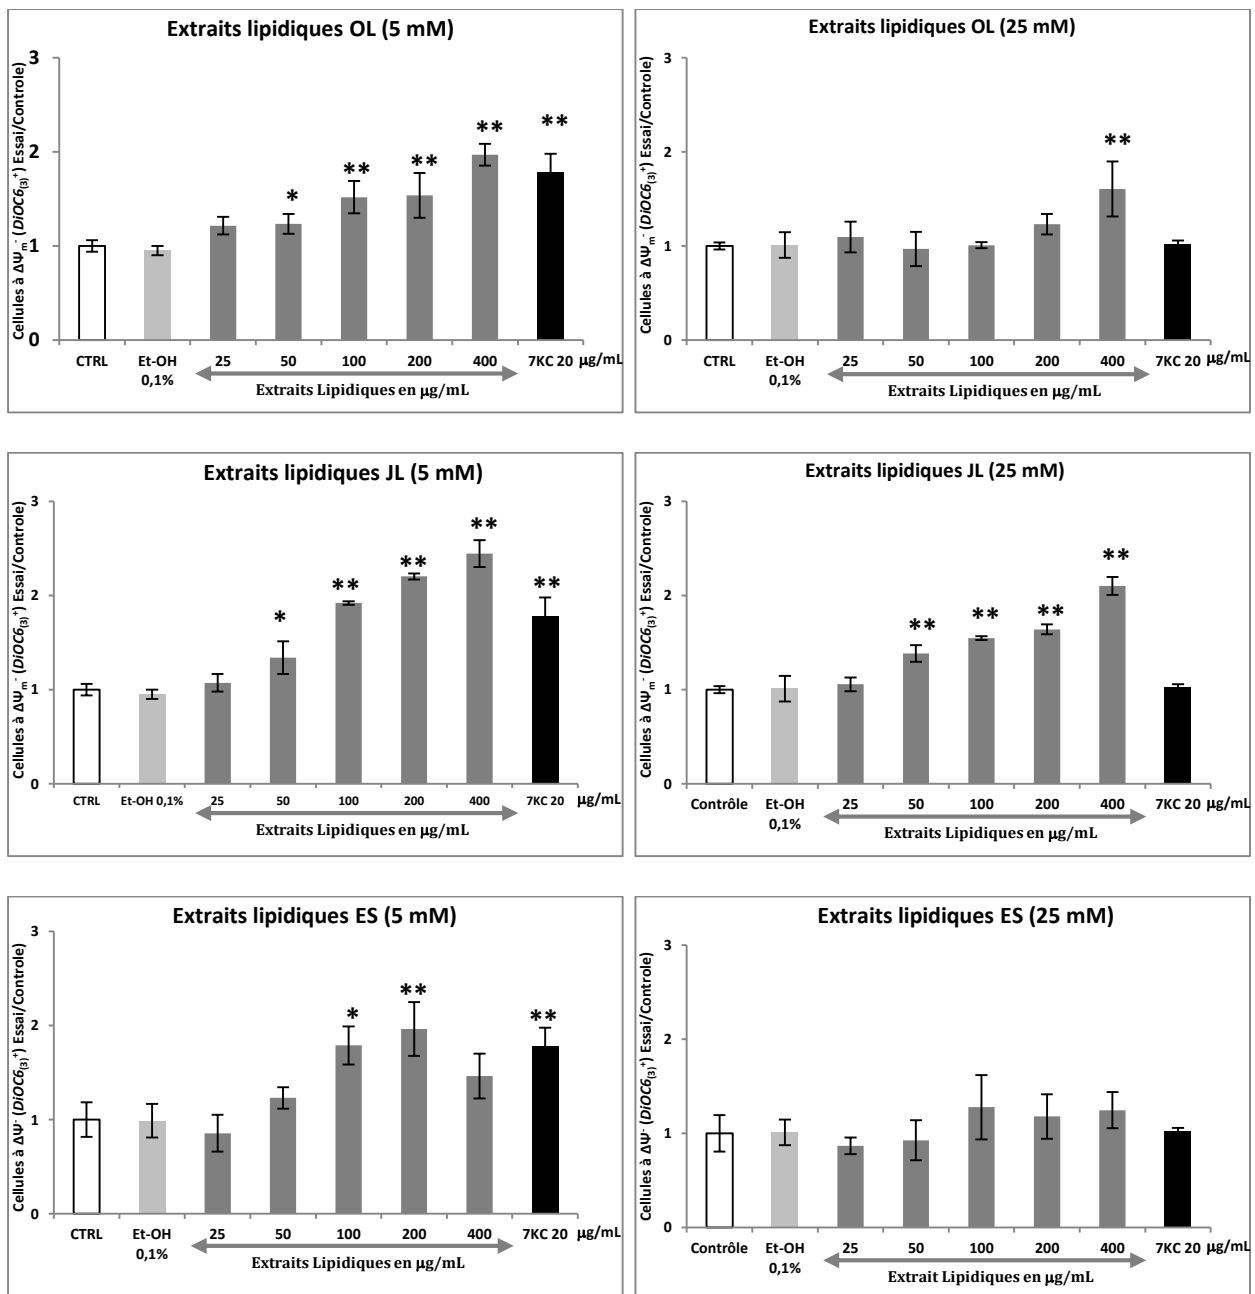 Extraits lipidiques OL (5 mM)
Cellules à ΔΨm- (DiOC6(3)+) Essai/Controle)
3
2
1
0
*
**
**
**
**
CTRL Et-OH 0,1% 25 50 100 200 400 7KC 20 µg/mL
Extraits Lipidiques en µg/mL
Extraits lipidiques OL (25 mM)
Cellules à ΔΨm- (DiOC6(3)+) Essai/Controle)
3
2
1
0
**
CTRL Et-OH 0,1% 25 50 100 200 400 7KC 20 µg/mL
Extraits Lipidiques en µg/mL
Extraits lipidiques JL (5 mM)
Cellules à ΔΨm- (DiOC6(3)+) Essai/Controle)
3
2
1
0
*
**
**
**
**
CTRL Et-OH 0,1% 25 50 100 200 400 7KC 20 µg/mL
Extraits Lipidiques en µg/mL
Extraits lipidiques JL (25 mM)
Cellules à ΔΨm- (DiOC6(3)+) Essai/Controle)
3
2
1
0
**
**
**
**
Contrôle Et-OH 0,1% 25 50 100 200 400 7KC 20 µg/mL
Extraits Lipidiques en µg/mL
Extraits lipidiques ES (5 mM)
Cellules à ΔΨ- (DiOC6(3)+) Essai/Controle)
3
2
1
0
*
**
**
CTRL Et-OH 0,1% 25 50 100 200 400 7KC 20 µg/mL
Extraits Lipidiques en µg/mL
Extraits lipidiques ES (25 mM)
Cellules à ΔΨm- (DiOC6(3)+) Essai/Controle)
3
2
1
0
Contrôle Et-OH 0,1% 25 50 100 200 400 7KC 20 µg/mL
Extrait Lipidiques en µg/mL